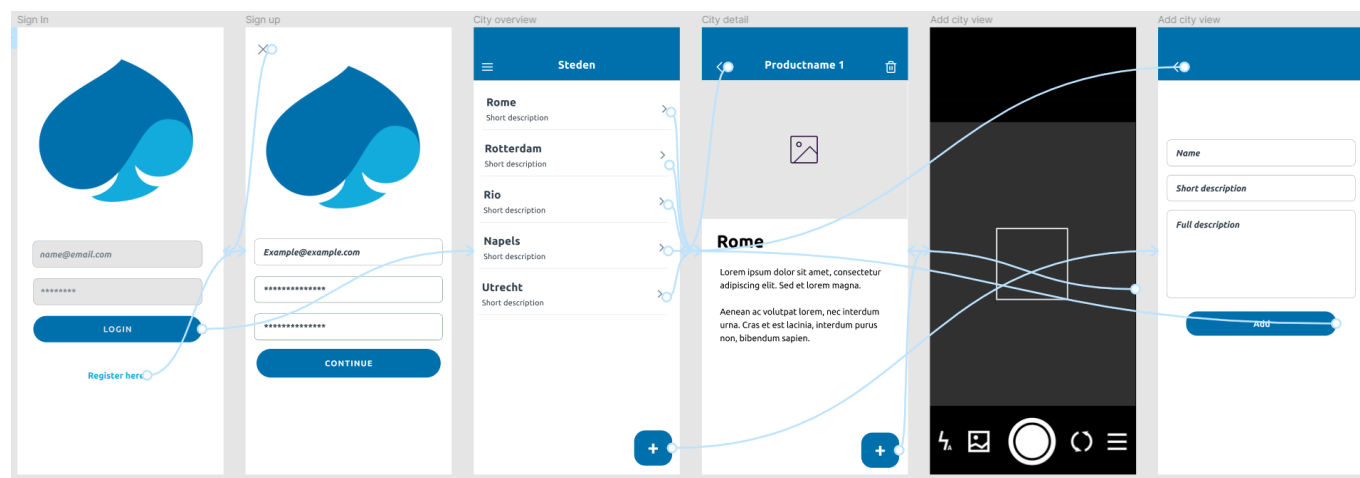 Sign In
name@email.com
********
LOGIN
Register here
Sign up
Example@example.com
**************
**************
CONTINUE
City overview
Steden
Rome
Short description
Rotterdam
Short description
Rio
Short description
Napels
Short description
Utrecht
Short description
+
City detail
Productname 1
Rome
Lorem ipsum dolor sit amet, consectetur
adipiscing elit. Sed et lorem magna.
Aenean ac volutpat lorem, nec interdum
urna. Cras et est lacinia, interdum purus
non, bibendum sapien.
+
Add city view
A
Add city view
Name
Short description
Full description
Add